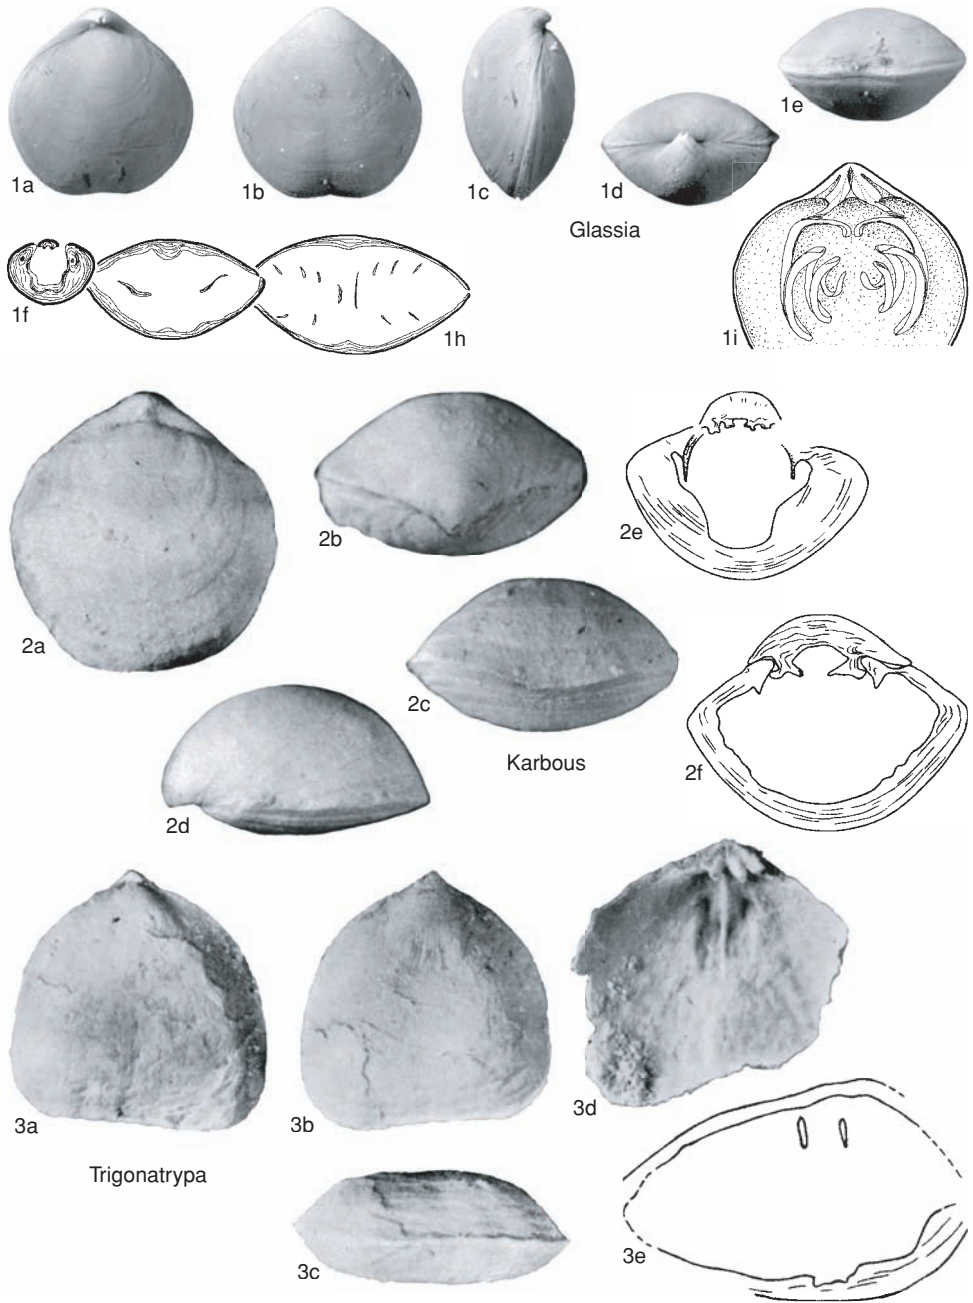 1a
1b
1c
1d
1e
Glassia
1f
1h
1i
2a
2b
2e
2c
Karbous
2f
2d
3a
3b
3d
Trigonatrypa
3c
3e